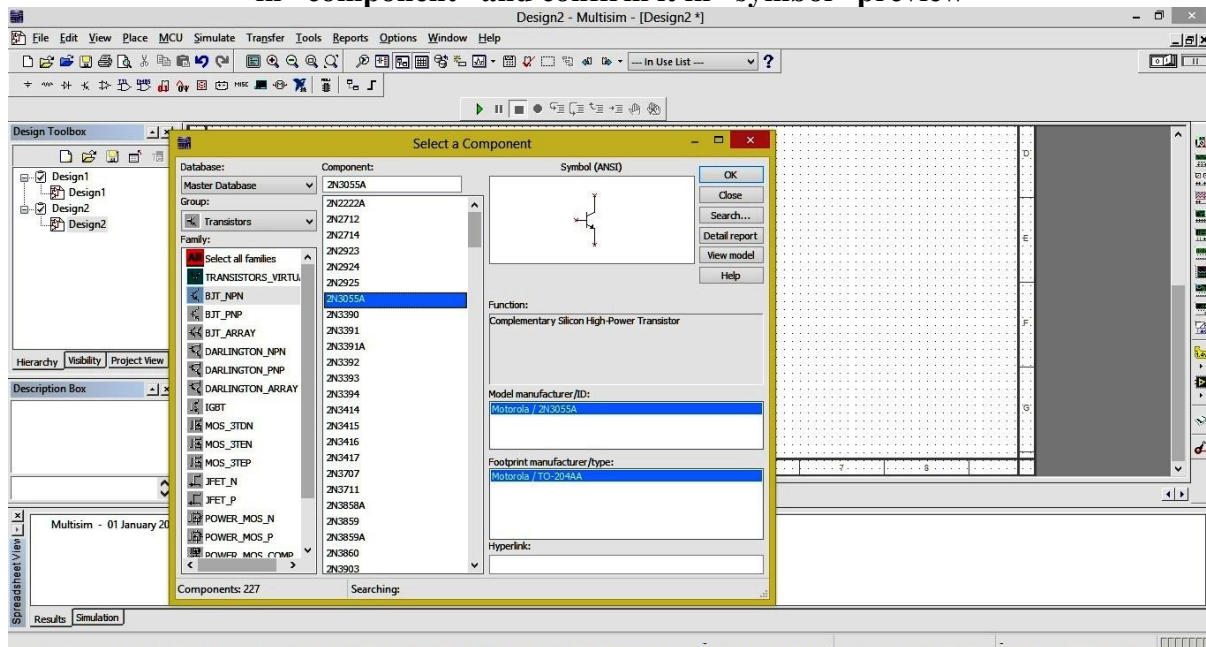 in "component" and confirm it in "symbol" preview
Design2 - Multisim - [Design2 *]
File Edit View Place MCU Simulate Transfer Tools Reports Options Window Help
--- In Use List ---
Design Toolbox
Design1
Design1
Design2
Design2
Hierarchy Visibility Project View
Description Box
Select a Component
Database:
Master Database
Group:
Transistors
Family:
Select all families
TRANSISTORS_VIRTU
BJT_NPN
BJT_PNP
BJT_ARRAY
DARLINGTON_NPN
DARLINGTON_PNP
DARLINGTON_ARRAY
IGBT
MOS_3TDN
MOS_3TEN
MOS_3TEP
JFET_N
JFET_P
POWER_MOS_N
POWER_MOS_P
POWER_MOS_COMP
Component:
2N3055A
2N2222A
2N2712
2N2714
2N2923
2N2924
2N2925
2N3055A
2N3390
2N3391
2N3391A
2N3392
2N3393
2N3394
2N3414
2N3415
2N3416
2N3417
2N3707
2N3711
2N3858A
2N3859
2N3859A
2N3860
2N3903
Symbol (ANSI)
OK
Close
Search...
Detail report
View model
Help
Function:
Complementary Silicon High-Power Transistor
Model manufacturer/ID:
Motorola / 2N3055A
Footprint manufacturer/type:
Motorola / TO-204AA
Hyperlink:
Components: 227
Searching:
D
E
F
G
7
8
Multisim - 01 January 20
Spreadsheet View
Results Simulation